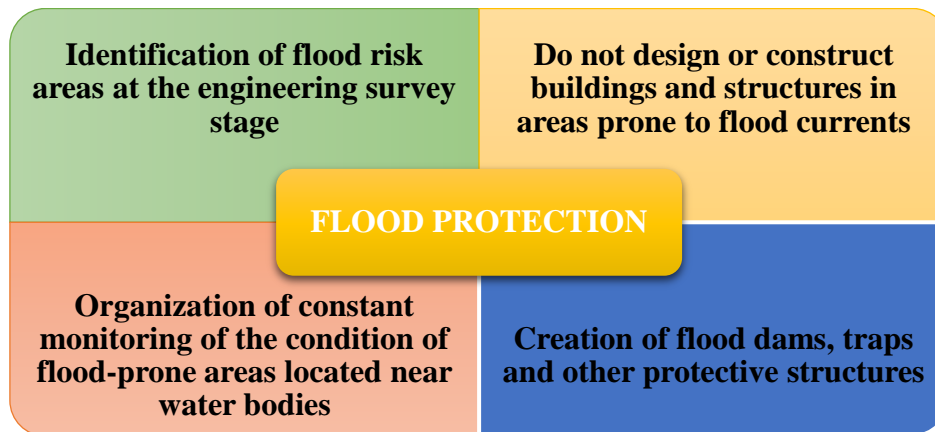 Identification of flood risk
areas at the engineering survey
stage
Do not design or construct
buildings and structures in
areas prone to flood currents
FLOOD PROTECTION
Organization of constant
monitoring of the condition of
flood-prone areas located near
water bodies
Creation of flood dams, traps
and other protective structures